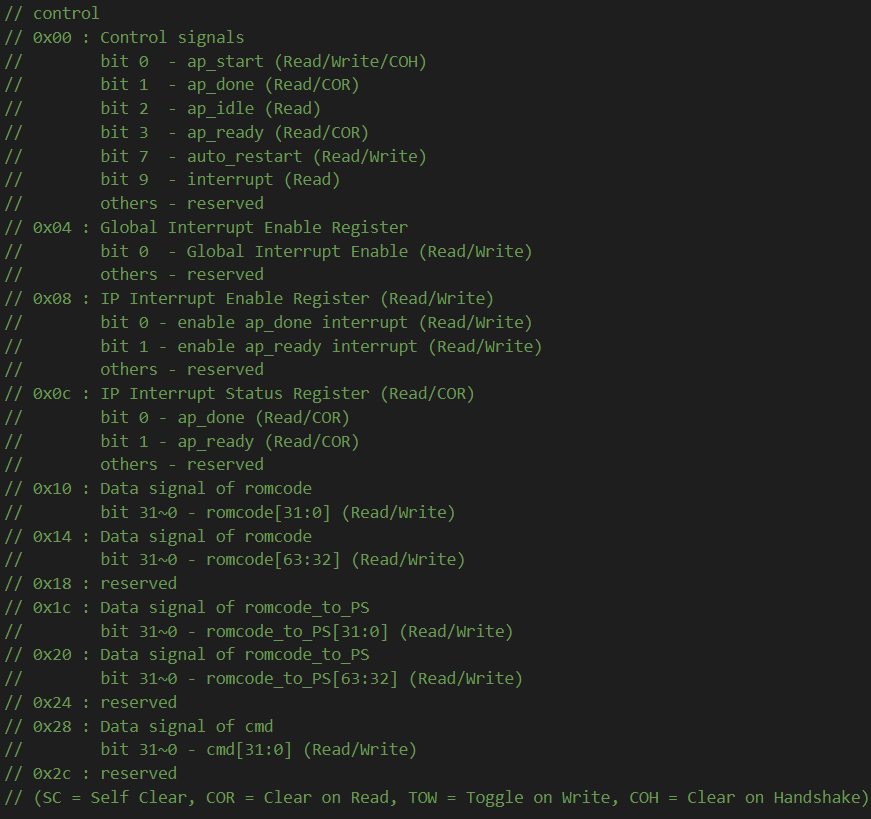 // control
// 0x00 : Control signals
//        bit 0  - ap_start (Read/Write/COH)
//        bit 1  - ap_done (Read/COR)
//        bit 2  - ap_idle (Read)
//        bit 3  - ap_ready (Read/COR)
//        bit 7  - auto_restart (Read/Write)
//        bit 9  - interrupt (Read)
//        others - reserved
// 0x04 : Global Interrupt Enable Register
//        bit 0  - Global Interrupt Enable (Read/Write)
//        others - reserved
// 0x08 : IP Interrupt Enable Register (Read/Write)
//        bit 0 - enable ap_done interrupt (Read/Write)
//        bit 1 - enable ap_ready interrupt (Read/Write)
//        others - reserved
// 0x0c : IP Interrupt Status Register (Read/COR)
//        bit 0 - ap_done (Read/COR)
//        bit 1 - ap_ready (Read/COR)
//        others - reserved
// 0x10 : Data signal of romcode
//        bit 31~0 - romcode[31:0] (Read/Write)
// 0x14 : Data signal of romcode
//        bit 31~0 - romcode[63:32] (Read/Write)
// 0x18 : reserved
// 0x1c : Data signal of romcode_to_PS
//        bit 31~0 - romcode_to_PS[31:0] (Read/Write)
// 0x20 : Data signal of romcode_to_PS
//        bit 31~0 - romcode_to_PS[63:32] (Read/Write)
// 0x24 : reserved
// 0x28 : Data signal of cmd
//        bit 31~0 - cmd[31:0] (Read/Write)
// 0x2c : reserved
// (SC = Self Clear, COR = Clear on Read, TOW = Toggle on Write, COH = Clear on Handshake)